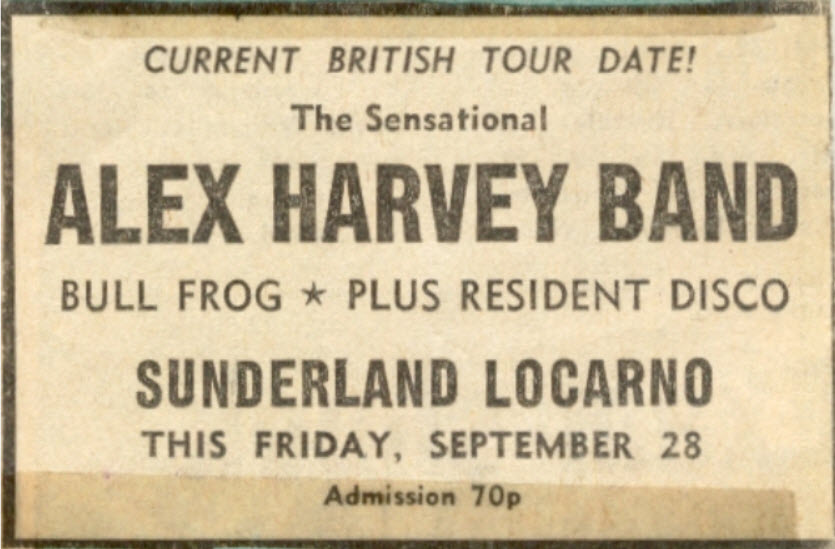 CURRENT BRITISH TOUR DATE!
The Sensational
ALEX HARVEY BAND
BULL FROG ★ PLUS RESIDENT DISCO
SUNDERLAND LOCARNO
THIS FRIDAY, SEPTEMBER 28
Admission 70p